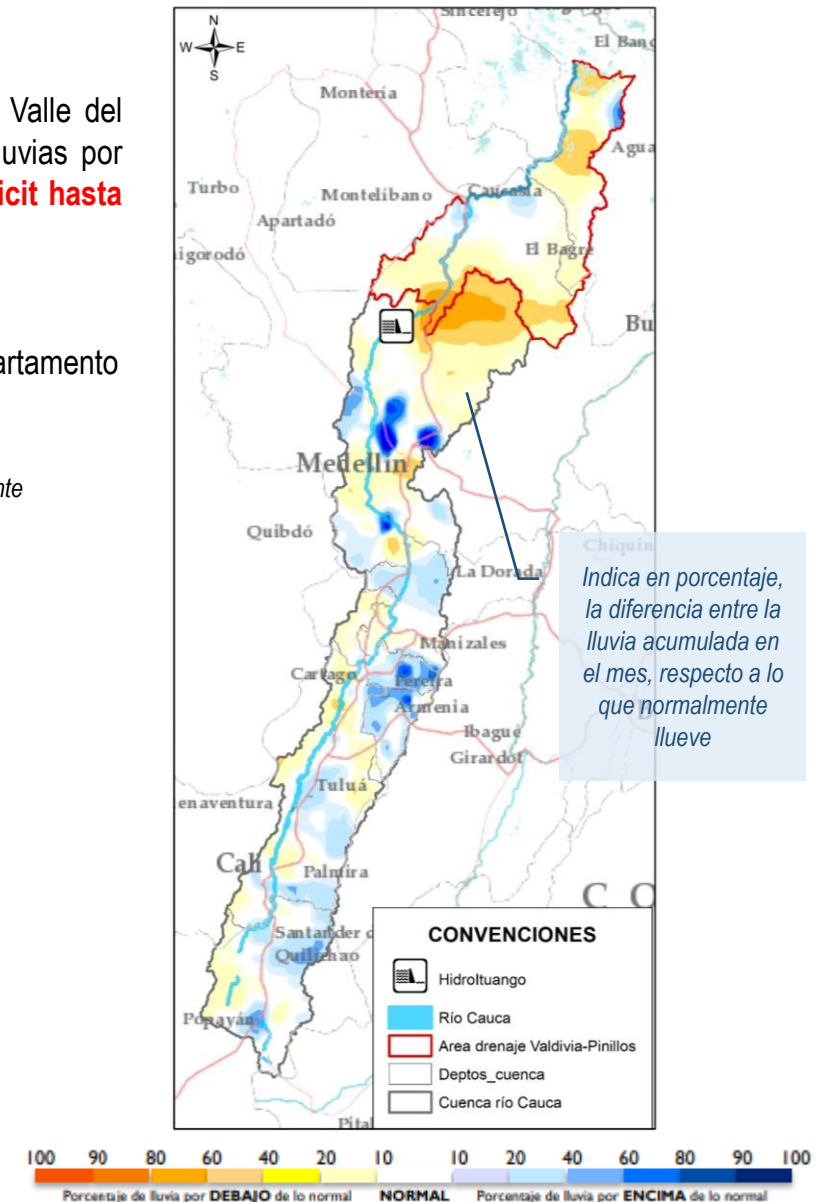 Valle del
luvias por
icit hasta
artamento
nte
N
W E
S
Sincelejo
El Banc
Montería
Agua
Turbo
Montelíbano
Caucasia
Apartadó
igorodó
El Bagre
Bu
Medellín
Quibdó
Chiquin
La Dorada
Indica en porcentaje,
la diferencia entre la
lluvia acumulada en
el mes, respecto a lo
que normalmente
llueve
Manizales
Cartago
Pereira
Armenia
Ibagué
Girardot
Tuluá
enaventura
Cali
Palmira
C O
Santander d
Quilichao
Popayán
Pital
CONVENCIONES
HidroItuango
Río Cauca
Area drenaje Valdivia-Pinillos
Deptos_cuenca
Cuenca río Cauca
100 90 80 60 40 20 10 10 20 40 60 80 90 100
Porcentaje de lluvia por DEBAJO de lo normal NORMAL Porcentaje de lluvia por ENCIMA de lo normal